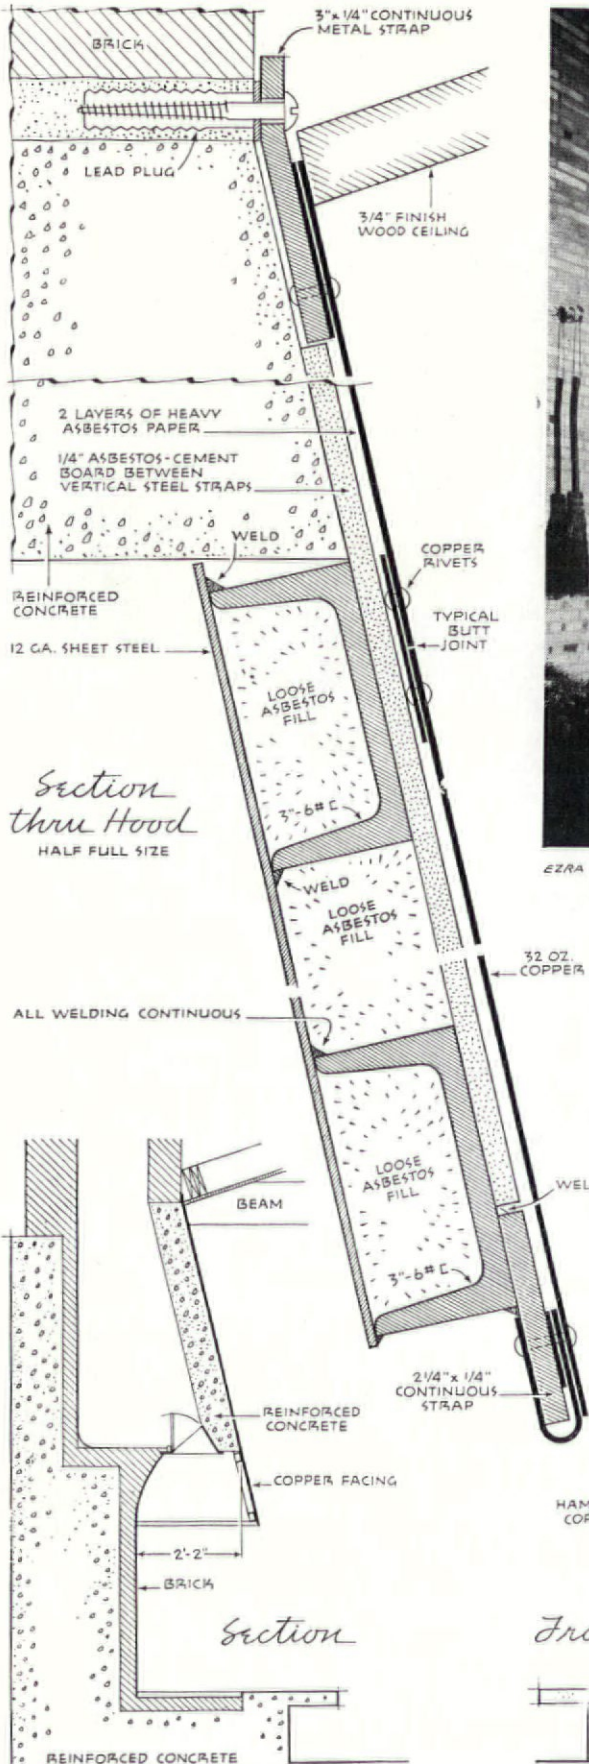 3"x 1/4" CONTINUOUS
METAL STRAP
BRICK
LEAD PLUG
3/4" FINISH
WOOD CEILING
2 LAYERS OF HEAVY
ASBESTOS PAPER
1/4" ASBESTOS-CEMENT
BOARD BETWEEN
VERTICAL STEEL STRAPS
WELD
COPPER
RIVETS
REINFORCED
CONCRETE
TYPICAL
BUTT
JOINT
12 GA. SHEET STEEL
LOOSE
ASBESTOS
FILL
Section
thru Hood
HALF FULL SIZE
3"-6# [
EZRA
WELD
LOOSE
ASBESTOS
FILL
32 OZ.
COPPER
ALL WELDING CONTINUOUS
LOOSE
ASBESTOS
FILL
WEL
BEAM
3"-6# [
2 1/4" x 1/4"
CONTINUOUS
STRAP
REINFORCED
CONCRETE
COPPER FACING
HAM
COP
2'-2"
BRICK
Section
Fro
REINFORCED CONCRETE